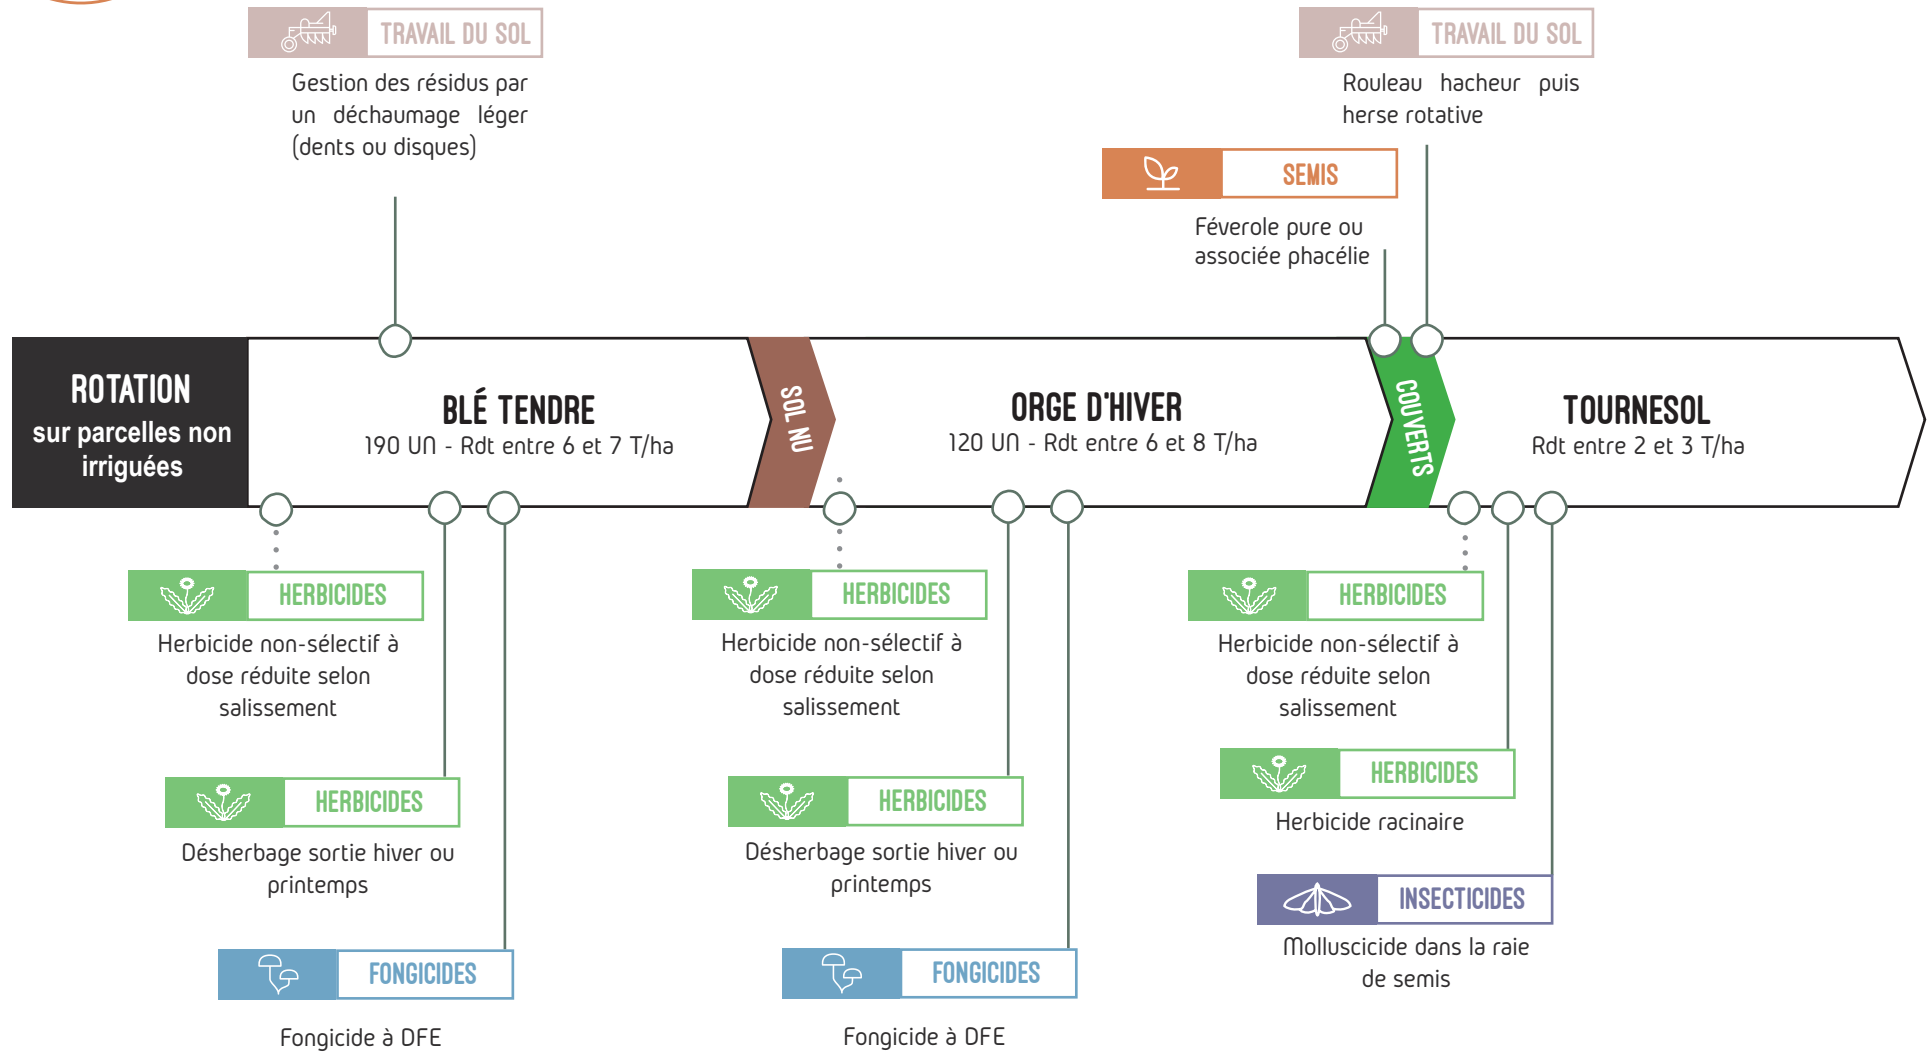 TRAVAIL DU SOL
Gestion des résidus par
un déchaumage léger
(dents ou disques)
TRAVAIL DU SOL
Rouleau hacheur puis
herse rotative
SEMIS
Féverole pure ou
associée phacélie
ROTATION
sur parcelles non
irriguées
BLÉ TENDRE
190 UN - Rdt entre 6 et 7 T/ha
SOL NU
ORGE D'HIVER
120 UN - Rdt entre 6 et 8 T/ha
COUVERTS
TOURNESOL
Rdt entre 2 et 3 T/ha
HERBICIDES
Herbicide non-sélectif à
dose réduite selon
salissement
HERBICIDES
Désherbage sortie hiver ou
printemps
FONGICIDES
Fongicide à DFE
HERBICIDES
Herbicide non-sélectif à
dose réduite selon
salissement
HERBICIDES
Désherbage sortie hiver ou
printemps
FONGICIDES
Fongicide à DFE
HERBICIDES
Herbicide non-sélectif à
dose réduite selon
salissement
HERBICIDES
Herbicide racinaire
INSECTICIDES
Molluscicide dans la raie
de semis